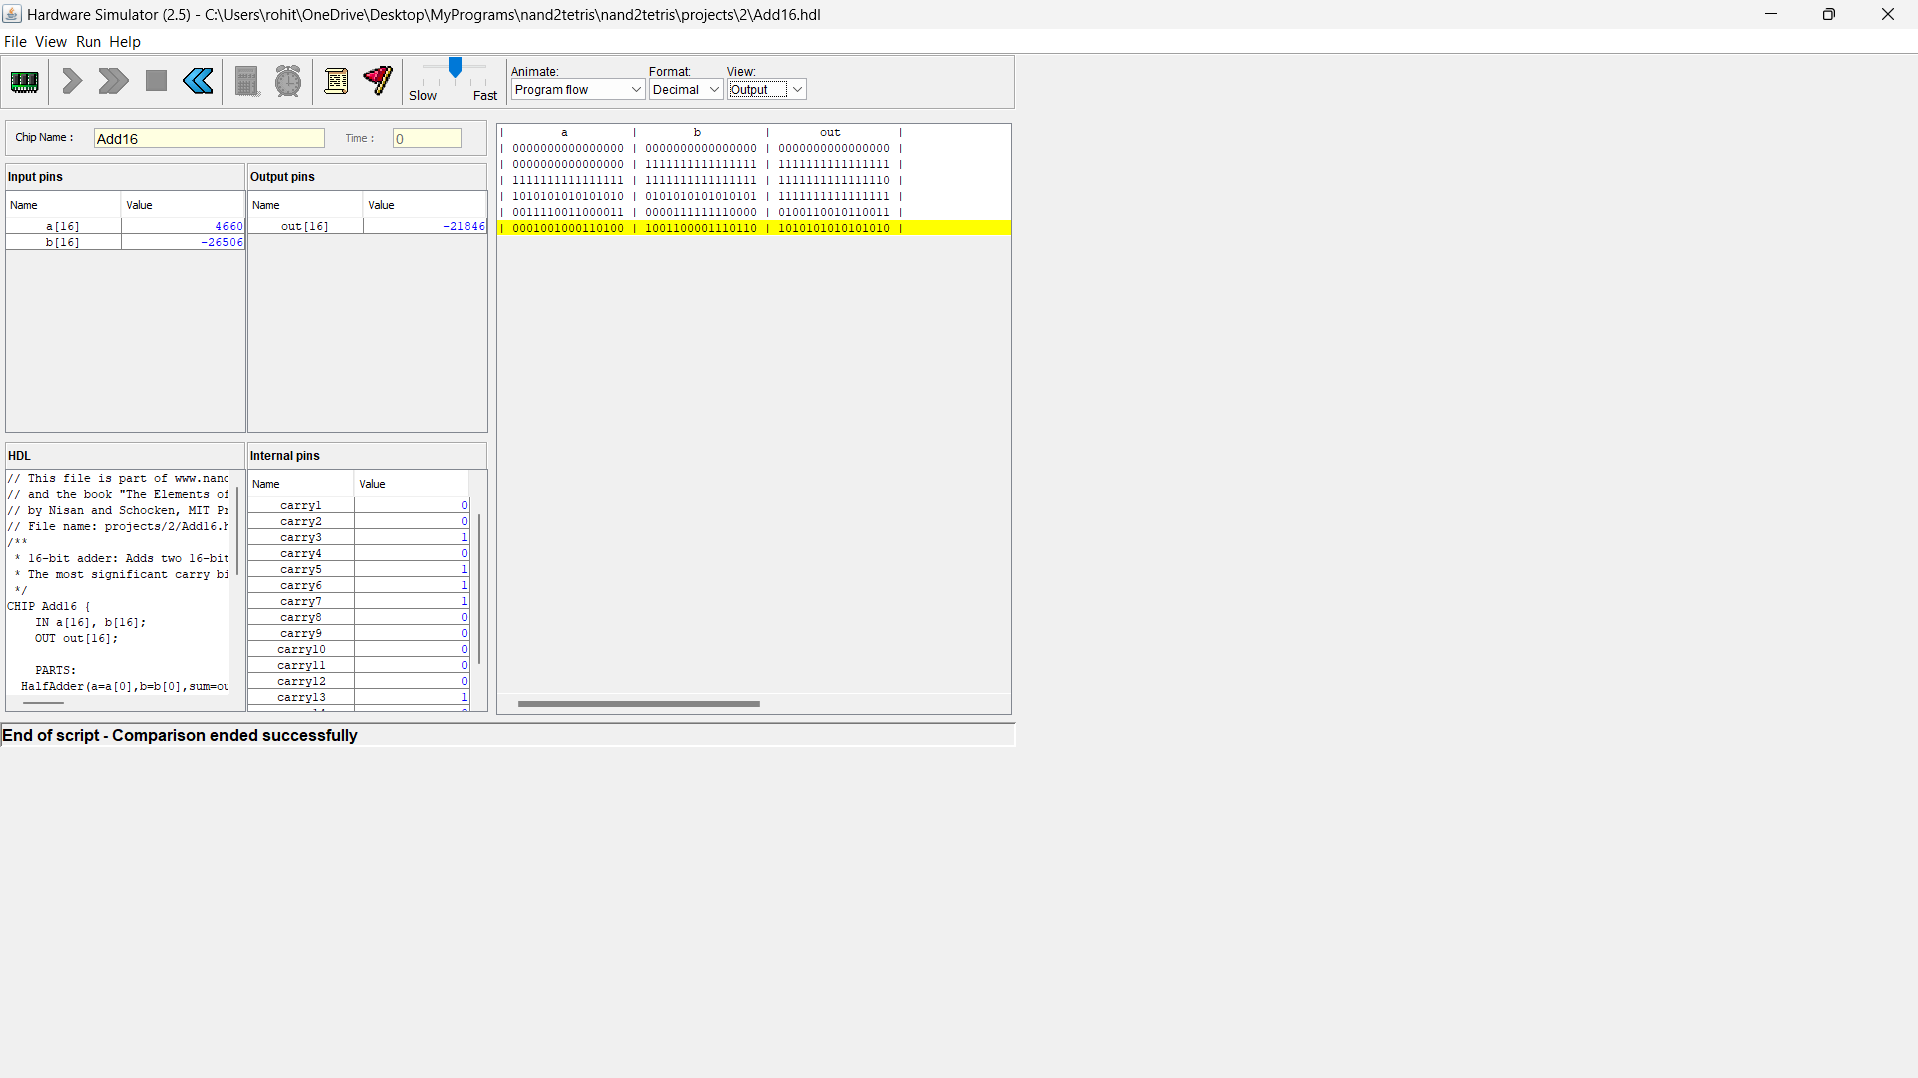 Hardware Simulator (2.5) - C:\Users\rohit\OneDrive\Desktop\MyPrograms\nand2tetris\nand2tetris\projects\2\Add16.hdl
File View Run Help
Slow Fast
Animate: Format: View:
Program flow Decimal Output
Chip Name : Add16 Time : 0
Input pins
Name Value
a[16] 4660
b[16] -26506
Output pins
Name Value
out[16] -21846
| a | b | out |
| 0000000000000000 | 0000000000000000 | 0000000000000000 |
| 0000000000000000 | 1111111111111111 | 1111111111111111 |
| 1111111111111111 | 1111111111111111 | 1111111111111110 |
| 1010101010101010 | 0101010101010101 | 1111111111111111 |
| 0011110011000011 | 0000111111110000 | 0100110010110011 |
| 0001001000110100 | 1001100001110110 | 1010101010101010 |
HDL
// This file is part of www.nand
// and the book "The Elements of
// by Nisan and Schocken, MIT Pr
// File name: projects/2/Add16.h
/**
* 16-bit adder: Adds two 16-bit
* The most significant carry bi
*/
CHIP Add16 {
IN a[16], b[16];
OUT out[16];
PARTS:
HalfAdder(a=a[0],b=b[0],sum=ou
Internal pins
Name Value
carry1 0
carry2 0
carry3 1
carry4 0
carry5 1
carry6 1
carry7 1
carry8 0
carry9 0
carry10 0
carry11 0
carry12 0
carry13 1
End of script - Comparison ended successfully